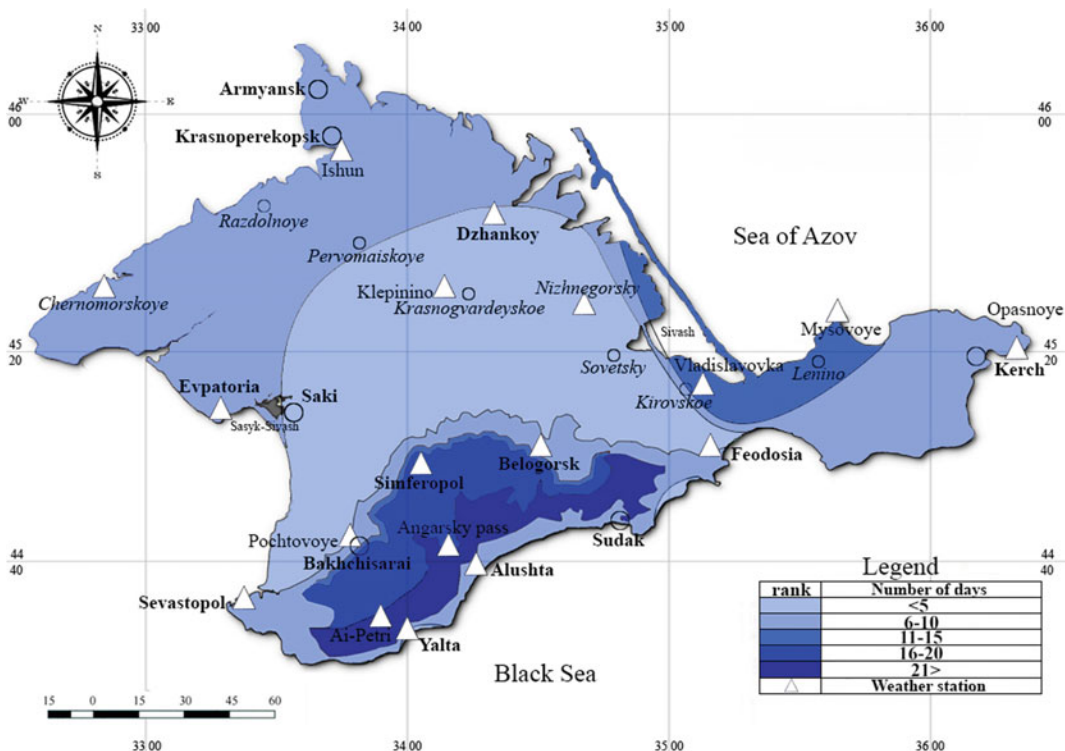 33 00 34 00 35 00 36 00
N
W E
S
46
00
46
00
Armyansk
Krasnoperekopsk
Ishun
Razdolnoye
Dzhankoy
Sea of Azov
Pervomaiskoye
Chernomorskoye
Klepinino
Krasnogvardeyskoe
Nizhnegorsky
Opasnoye
Mysovoye
Sivash
45
20
45
20
Sovetsky
Vladislavovka
Lenino
Kerch
Evpatoria
Saki
Kirovskoe
Sasyk-Sivash
Feodosia
Belogorsk
Simferopol
Angarsky pass
Pochtovoye
Sudak
Bakhchisarai
44
40
44
40
Alushta
Sevastopol
Ai-Petri
Yalta
Black Sea
Legend
rank Number of days
<5
6-10
11-15
16-20
21>
Weather station
15 0 15 30 45 60
33 00 34 00 35 00 36 00